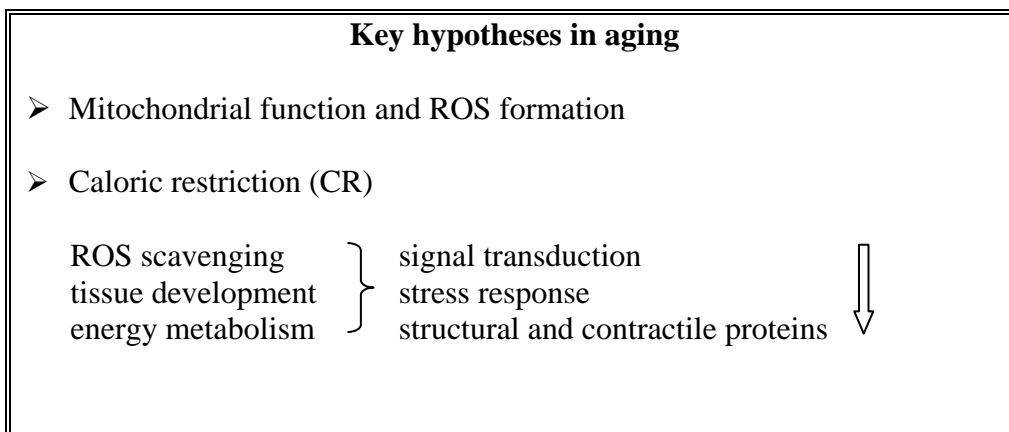 Key hypotheses in aging
➢ Mitochondrial function and ROS formation
➢ Caloric restriction (CR)
ROS scavenging signal transduction
tissue development stress response
energy metabolism structural and contractile proteins